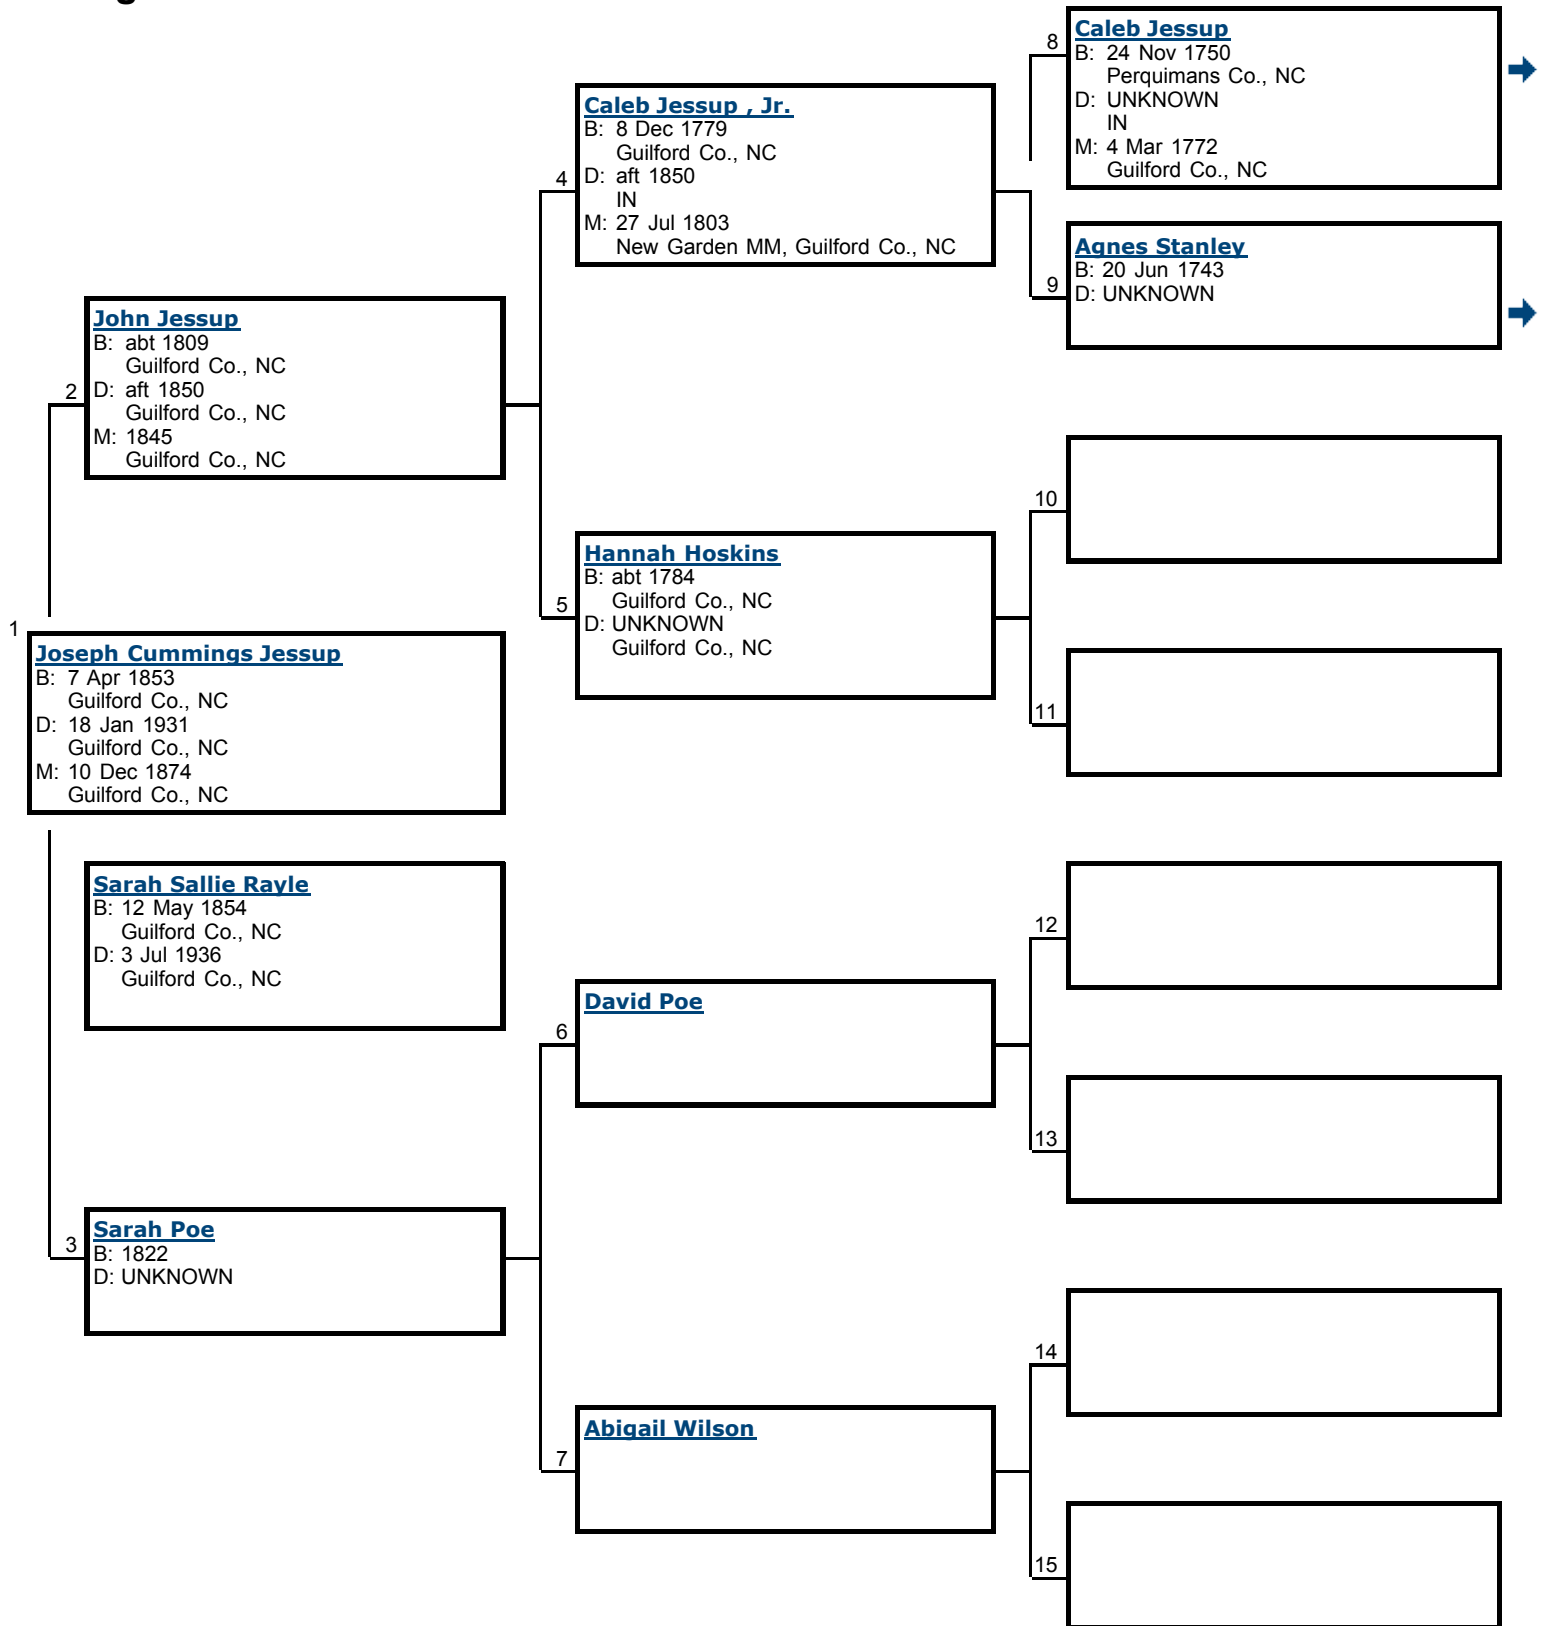 8
Caleb Jessup
B: 24 Nov 1750
Perquimans Co., NC
D: UNKNOWN
IN
M: 4 Mar 1772
Guilford Co., NC
4
Caleb Jessup , Jr.
B: 8 Dec 1779
Guilford Co., NC
D: aft 1850
IN
M: 27 Jul 1803
New Garden MM, Guilford Co., NC
9
Agnes Stanley
B: 20 Jun 1743
D: UNKNOWN
2
John Jessup
B: abt 1809
Guilford Co., NC
D: aft 1850
Guilford Co., NC
M: 1845
Guilford Co., NC
10
5
Hannah Hoskins
B: abt 1784
Guilford Co., NC
D: UNKNOWN
Guilford Co., NC
11
1
Joseph Cummings Jessup
B: 7 Apr 1853
Guilford Co., NC
D: 18 Jan 1931
Guilford Co., NC
M: 10 Dec 1874
Guilford Co., NC
Sarah Sallie Rayle
B: 12 May 1854
Guilford Co., NC
D: 3 Jul 1936
Guilford Co., NC
12
6
David Poe
13
3
Sarah Poe
B: 1822
D: UNKNOWN
14
7
Abigail Wilson
15